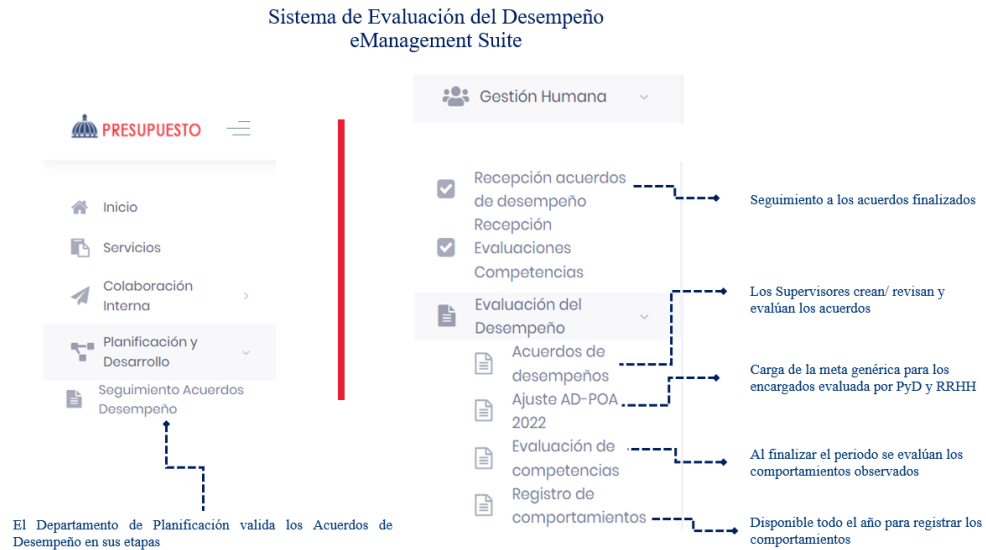 Sistema de Evaluación del Desempeño
eManagement Suite
PRESUPUESTO
Inicio
Servicios
Colaboración
Interna
Planificación y
Desarrollo
Seguimiento Acuerdos
Desempeño
El Departamento de Planificación valida los Acuerdos de
Desempeño en sus etapas
Gestión Humana
Recepción acuerdos
de desempeño
Recepción
Evaluaciones
Competencias
Evaluación del
Desempeño
Acuerdos de
desempeños
Ajuste AD-POA
2022
Evaluación de
competencias
Registro de
comportamientos
Seguimiento a los acuerdos finalizados
Los Supervisores crean/ revisan y
evalúan los acuerdos
Carga de la meta genérica para los
encargados evaluada por PyD y RRHH
Al finalizar el periodo se evalúan los
comportamientos observados
Disponible todo el año para registrar los
comportamientos